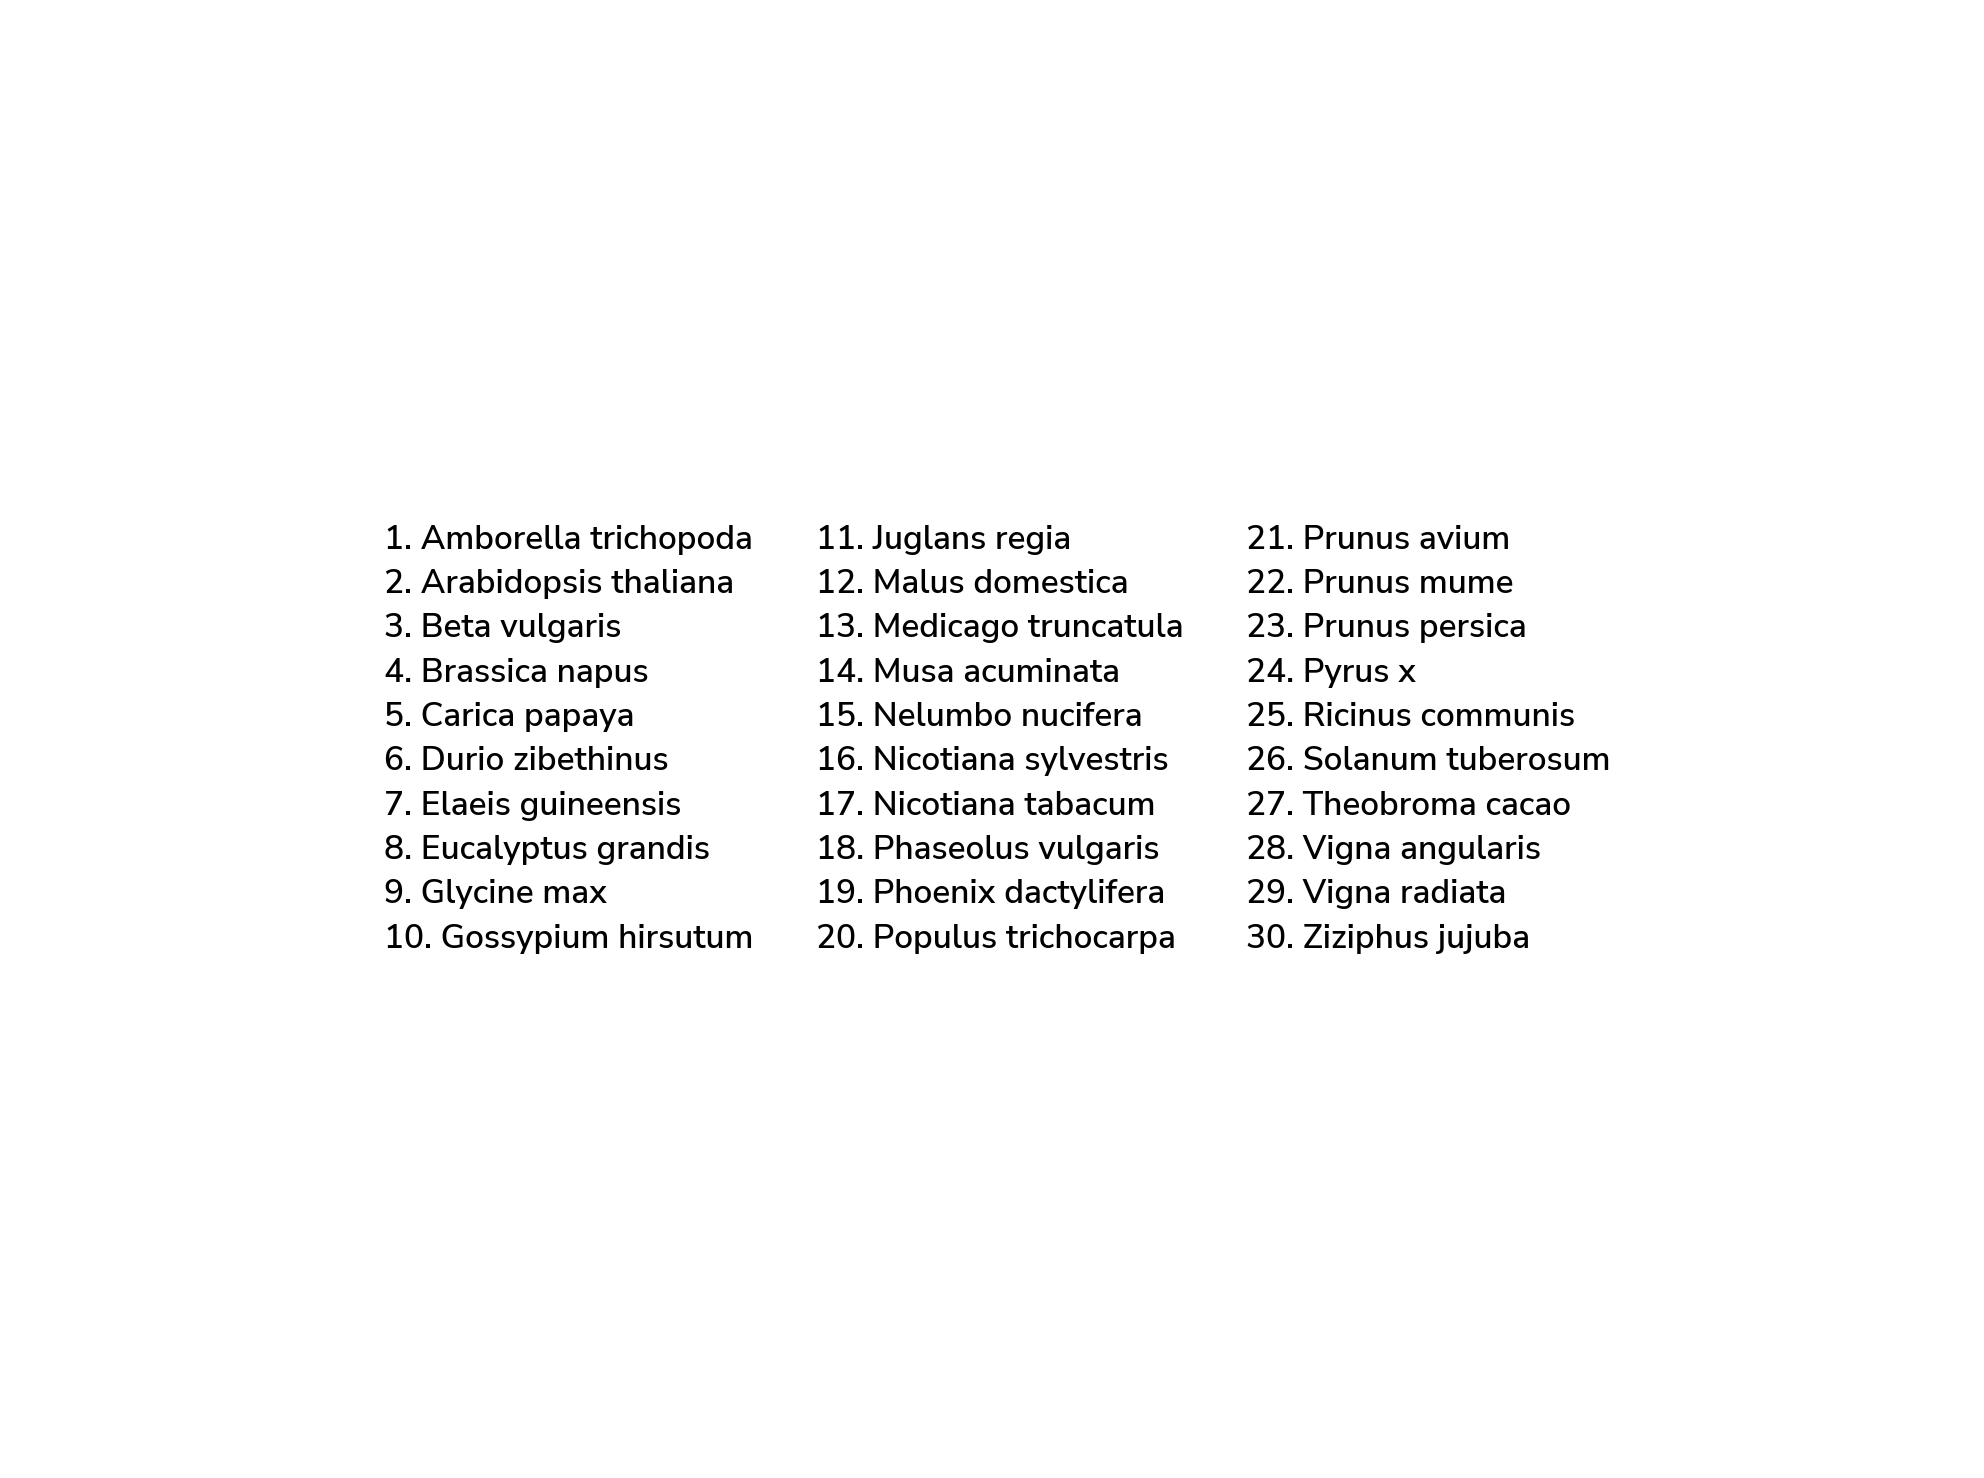 1. Amborella trichopoda
2. Arabidopsis thaliana
3. Beta vulgaris
4. Brassica napus
5. Carica papaya
6. Durio zibethinus
7. Elaeis guineensis
8. Eucalyptus grandis
9. Glycine max
10. Gossypium hirsutum
11. Juglans regia
12. Malus domestica
13. Medicago truncatula
14. Musa acuminata
15. Nelumbo nucifera
16. Nicotiana sylvestris
17. Nicotiana tabacum
18. Phaseolus vulgaris
19. Phoenix dactylifera
20. Populus trichocarpa
21. Prunus avium
22. Prunus mume
23. Prunus persica
24. Pyrus x
25. Ricinus communis
26. Solanum tuberosum
27. Theobroma cacao
28. Vigna angularis
29. Vigna radiata
30. Ziziphus jujuba